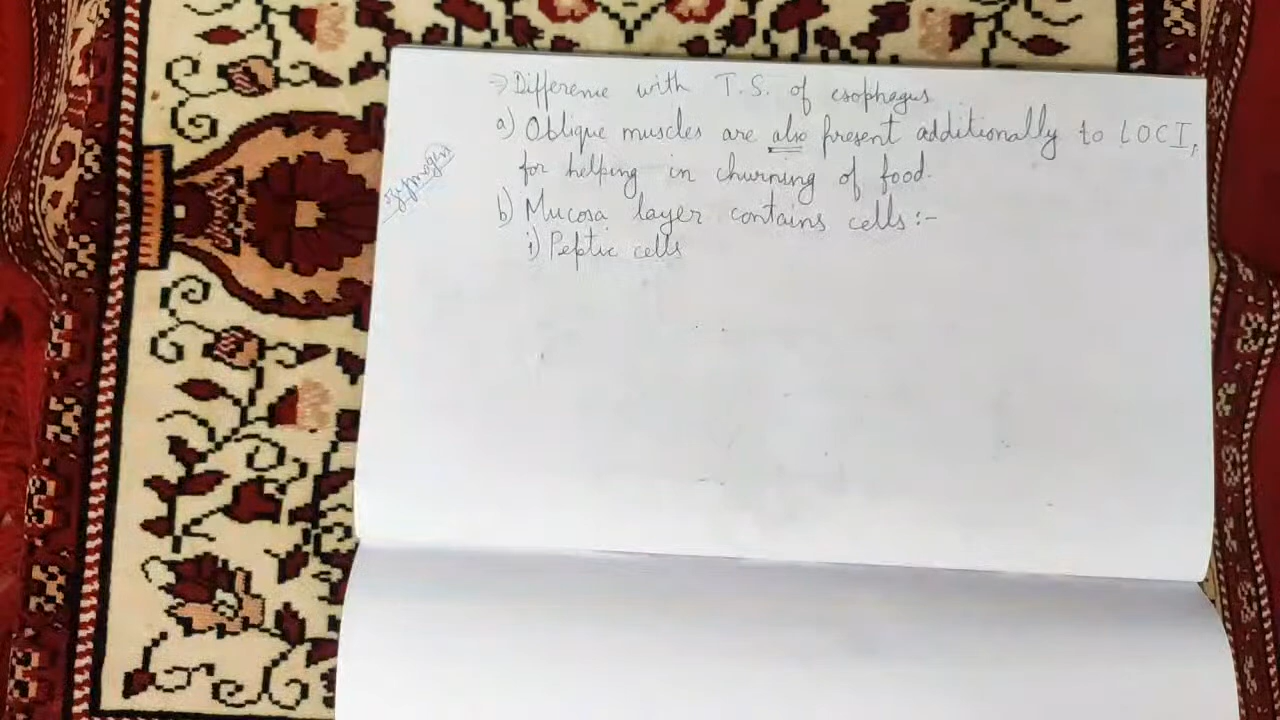 ⇒ Difference with T.S. of esophagus
a) Oblique muscles are also present additionally to LOCI,
for helping in churning of food.
zymogen
b) Mucosa layer contains cells :-
i) Peptic cells